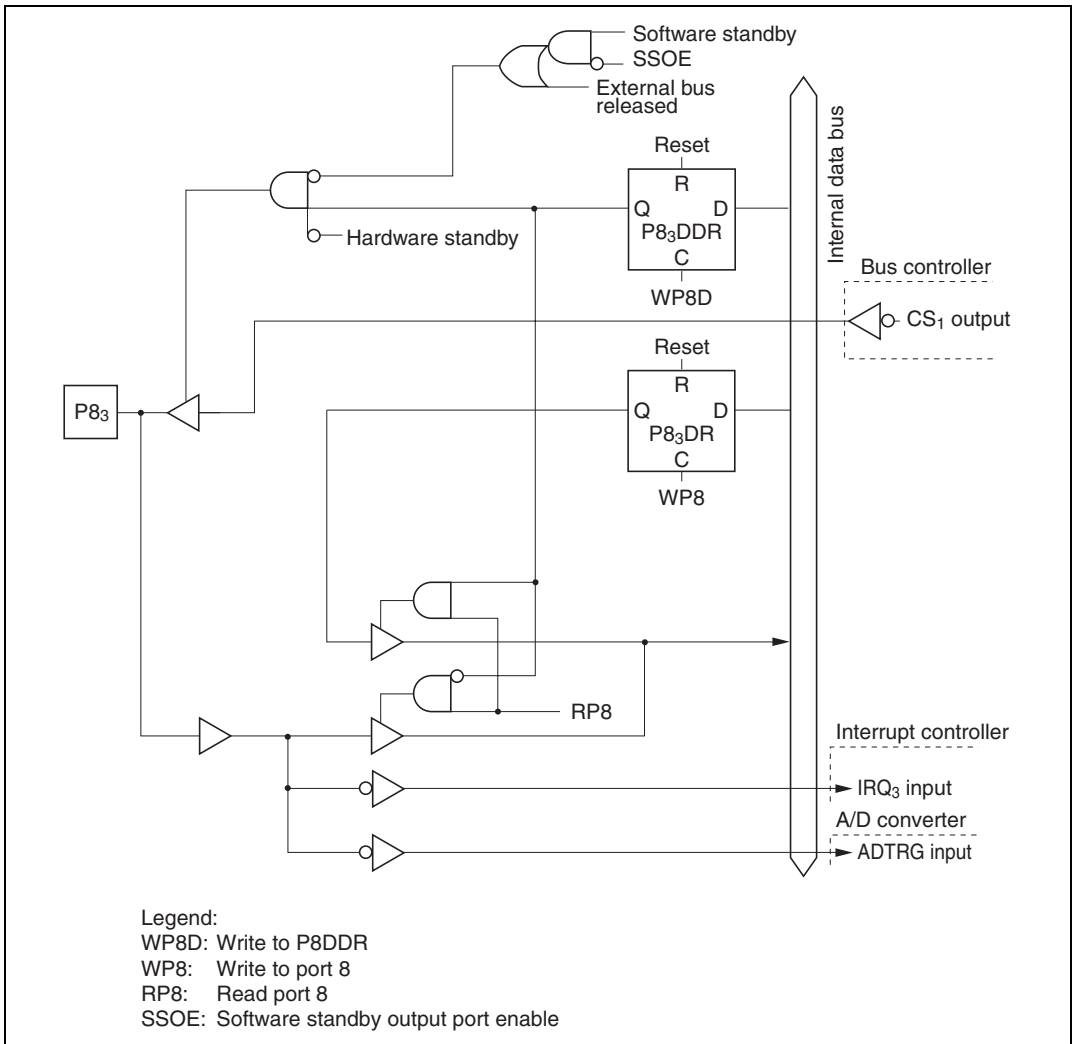 Software standby
SSOE
External bus
released
Internal data bus
Reset
R
Q D
P8₃DDR
C
WP8D
Hardware standby
Bus controller
CS₁ output
Reset
R
Q D
P8₃DR
C
WP8
P8₃
RP8
Interrupt controller
IRQ₃ input
A/D converter
ADTRG input
Legend:
WP8D: Write to P8DDR
WP8: Write to port 8
RP8: Read port 8
SSOE: Software standby output port enable